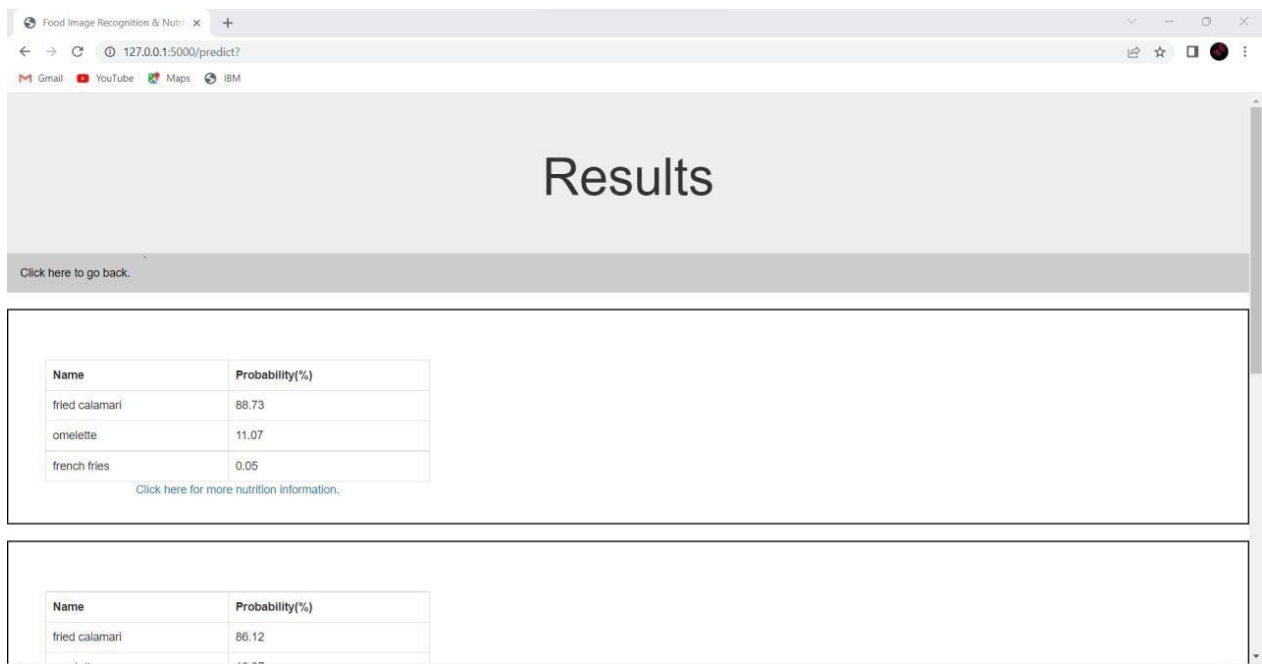 Food Image Recognition & Nutri
127.0.0.1:5000/predict?
Gmail YouTube Maps IBM
Results
Click here to go back.
Name Probability(%)
fried calamari 88.73
omelette 11.07
french fries 0.05
Click here for more nutrition information.
Name Probability(%)
fried calamari 86.12